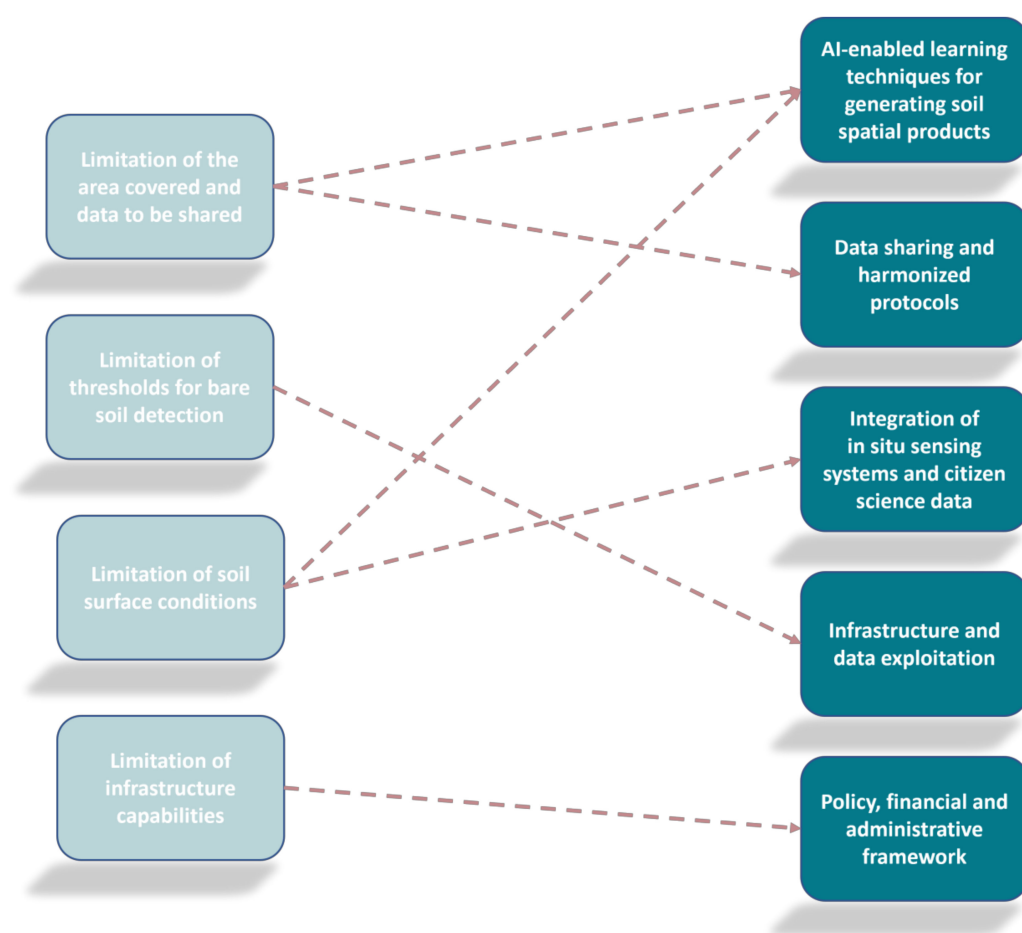 Limitation of the
area covered and
data to be shared
Limitation of
thresholds for bare
soil detection
Limitation of soil
surface conditions
Limitation of
infrastructure
capabilities
AI-enabled learning
techniques for
generating soil
spatial products
Data sharing and
harmonized
protocols
Integration of
in situ sensing
systems and citizen
science data
Infrastructure and
data exploitation
Policy, financial and
administrative
framework